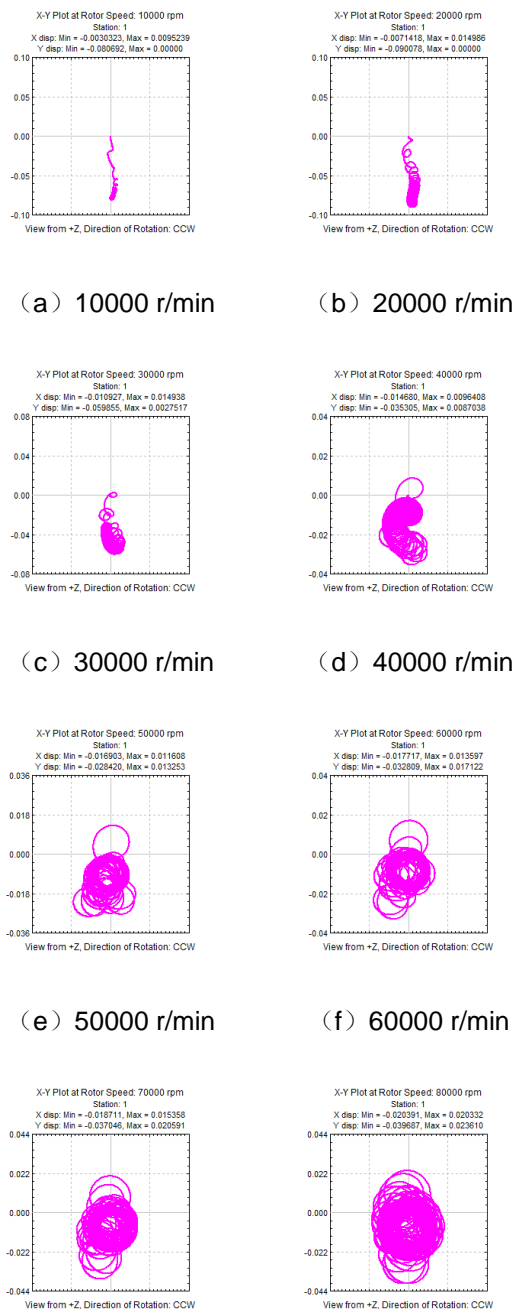 X-Y Plot at Rotor Speed: 10000 rpm
Station: 1
X disp: Min = -0.0030323, Max = 0.0095239
Y disp: Min = -0.080692, Max = 0.00000
0.10
0.05
0.00
-0.05
-0.10
View from +Z, Direction of Rotation: CCW
（a）10000 r/min
X-Y Plot at Rotor Speed: 20000 rpm
Station: 1
X disp: Min = -0.0071418, Max = 0.014986
Y disp: Min = -0.090078, Max = 0.00000
0.10
0.05
0.00
-0.05
-0.10
View from +Z, Direction of Rotation: CCW
（b）20000 r/min
X-Y Plot at Rotor Speed: 30000 rpm
Station: 1
X disp: Min = -0.010927, Max = 0.014938
Y disp: Min = -0.059855, Max = 0.0027517
0.08
0.04
0.00
-0.04
-0.08
View from +Z, Direction of Rotation: CCW
（c）30000 r/min
X-Y Plot at Rotor Speed: 40000 rpm
Station: 1
X disp: Min = -0.014680, Max = 0.0096408
Y disp: Min = -0.035305, Max = 0.0087038
0.04
0.02
0.00
-0.02
-0.04
View from +Z, Direction of Rotation: CCW
（d）40000 r/min
X-Y Plot at Rotor Speed: 50000 rpm
Station: 1
X disp: Min = -0.016903, Max = 0.011608
Y disp: Min = -0.028420, Max = 0.013253
0.036
0.018
0.000
-0.018
-0.036
View from +Z, Direction of Rotation: CCW
（e）50000 r/min
X-Y Plot at Rotor Speed: 60000 rpm
Station: 1
X disp: Min = -0.017717, Max = 0.013597
Y disp: Min = -0.032809, Max = 0.017122
0.04
0.02
0.00
-0.02
-0.04
View from +Z, Direction of Rotation: CCW
（f）60000 r/min
X-Y Plot at Rotor Speed: 70000 rpm
Station: 1
X disp: Min = -0.018711, Max = 0.015358
Y disp: Min = -0.037046, Max = 0.020591
0.044
0.022
0.000
-0.022
-0.044
View from +Z, Direction of Rotation: CCW
X-Y Plot at Rotor Speed: 80000 rpm
Station: 1
X disp: Min = -0.020391, Max = 0.020332
Y disp: Min = -0.039687, Max = 0.023610
0.044
0.022
0.000
-0.022
-0.044
View from +Z, Direction of Rotation: CCW